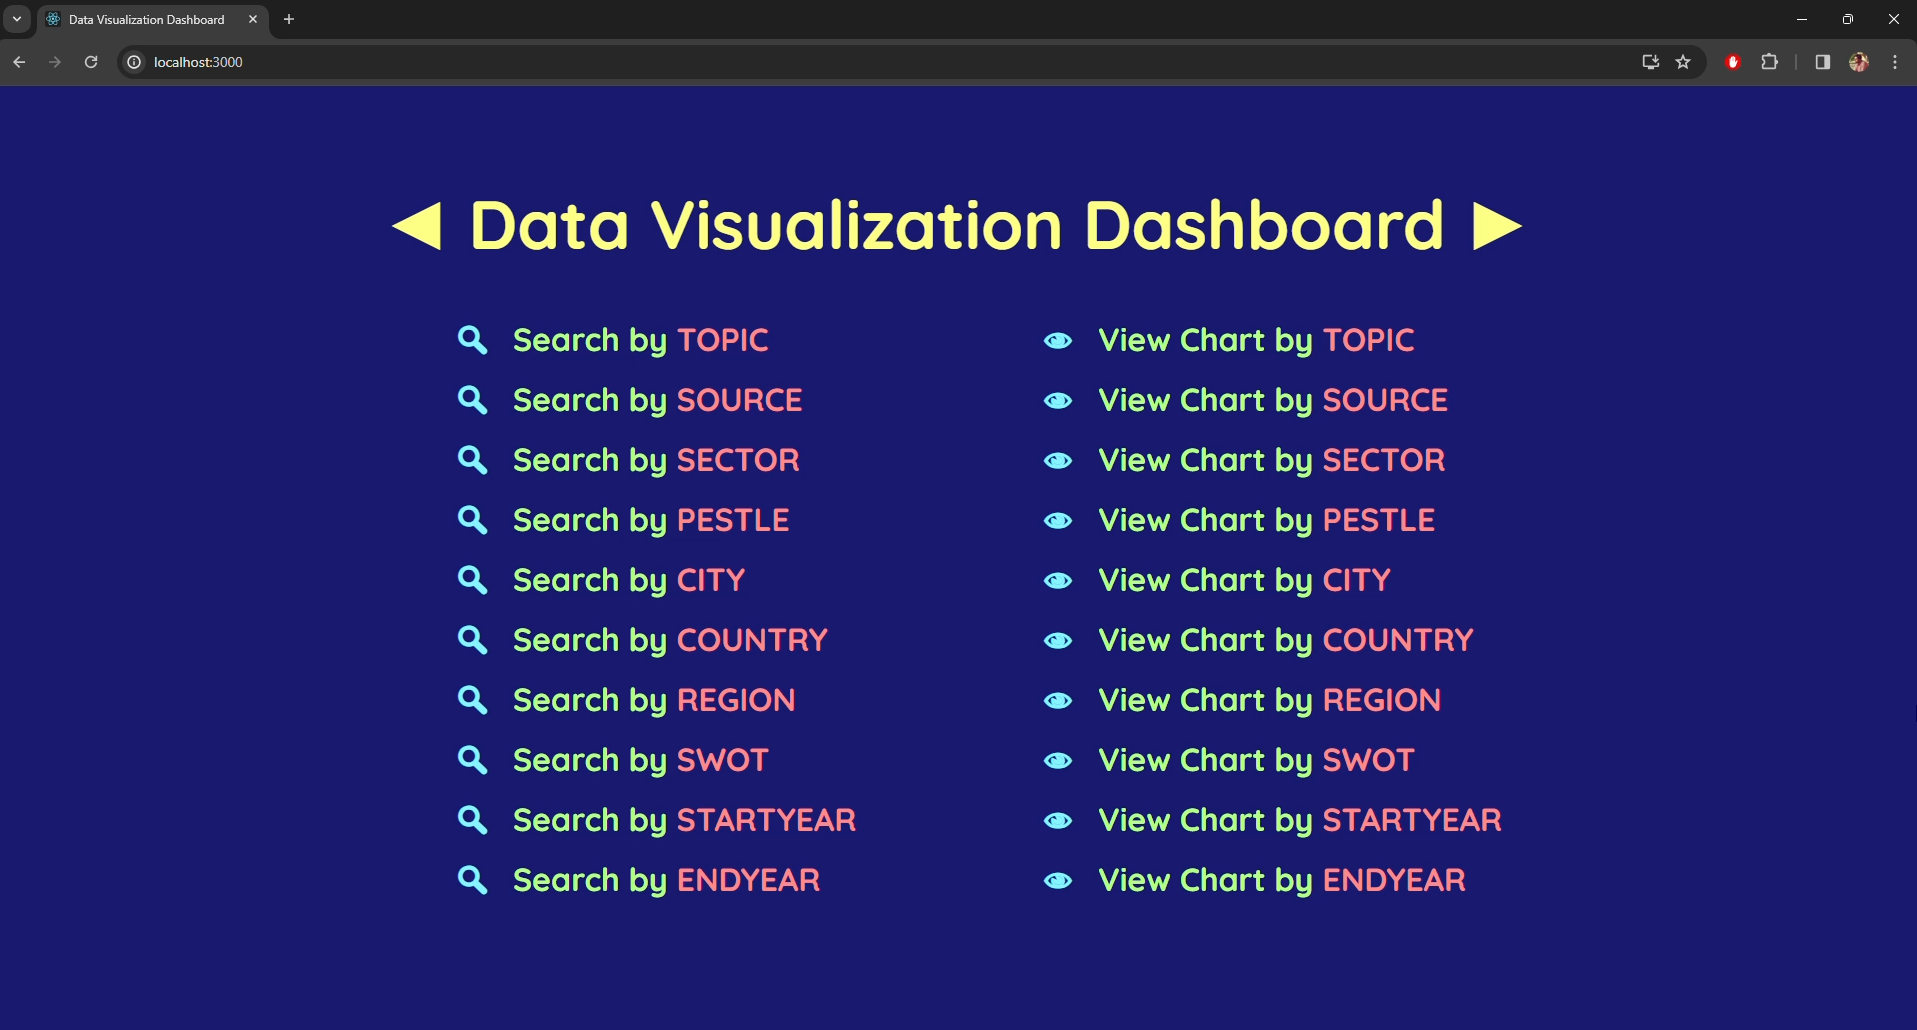 Data Visualization Dashboard
localhost:3000
◀ Data Visualization Dashboard ▶
Search by TOPIC
Search by SOURCE
Search by SECTOR
Search by PESTLE
Search by CITY
Search by COUNTRY
Search by REGION
Search by SWOT
Search by STARTYEAR
Search by ENDYEAR
View Chart by TOPIC
View Chart by SOURCE
View Chart by SECTOR
View Chart by PESTLE
View Chart by CITY
View Chart by COUNTRY
View Chart by REGION
View Chart by SWOT
View Chart by STARTYEAR
View Chart by ENDYEAR